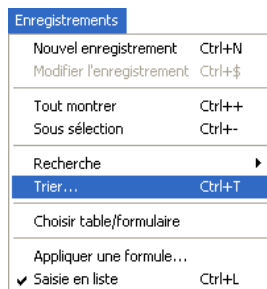 Enregistrements
Nouvel enregistrement Ctrl+N
Modifier l'enregistrement Ctrl+$
Tout montrer Ctrl++
Sous sélection Ctrl+-
Recherche
Trier... Ctrl+T
Choisir table/formulaire
Appliquer une formule...
Saisie en liste Ctrl+L